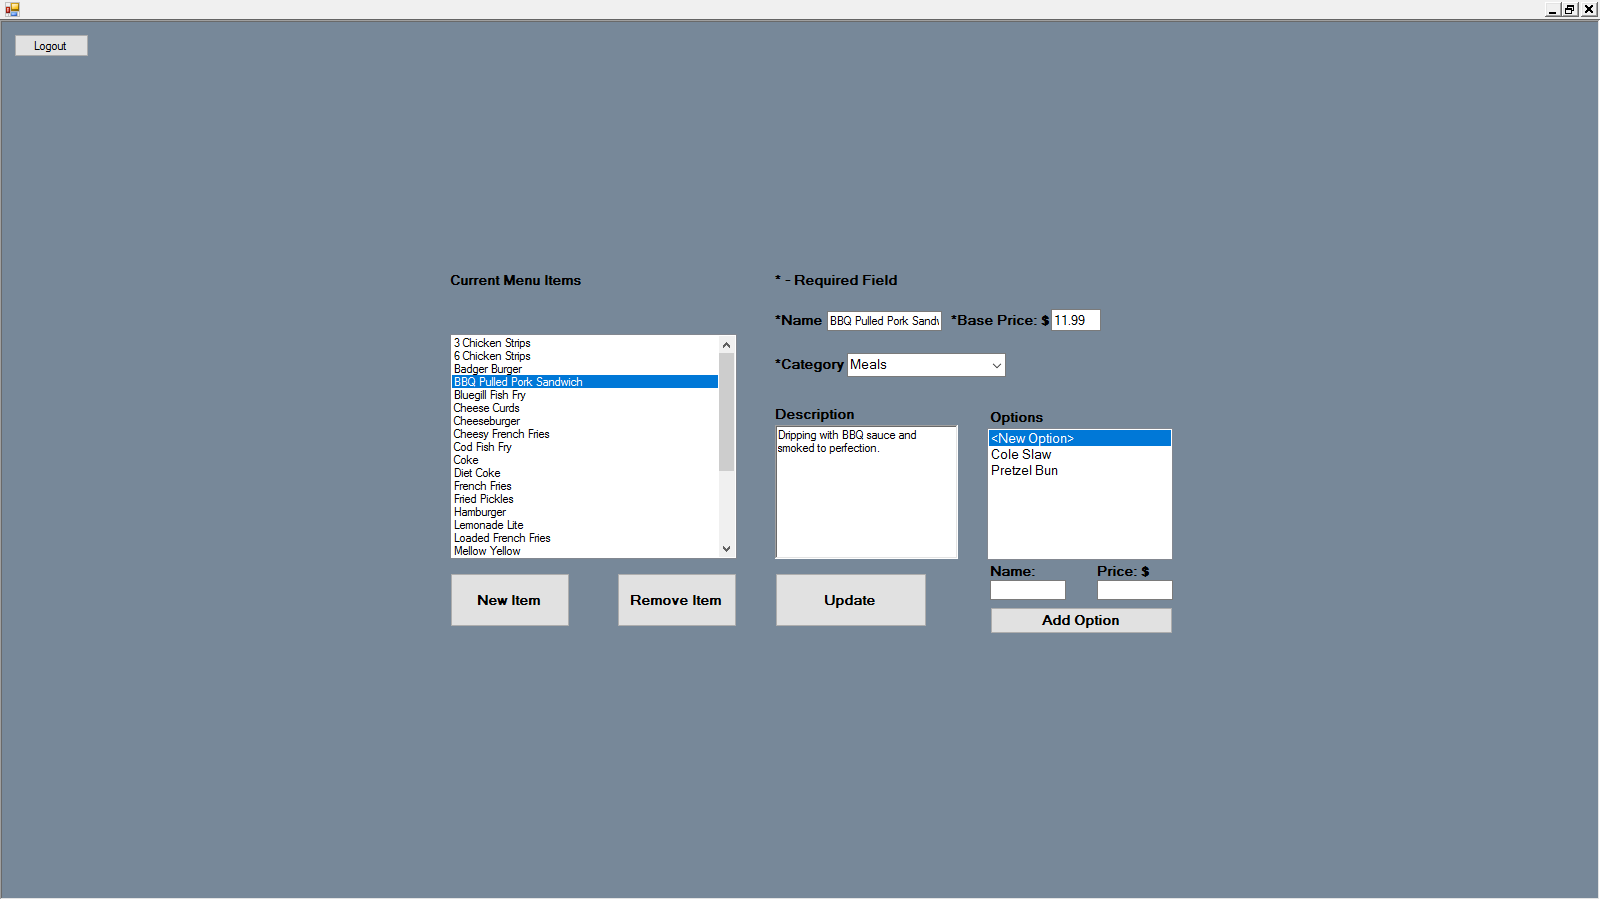 Logout
Current Menu Items
* - Required Field
*Name BBQ Pulled Pork Sandw *Base Price: $ 11.99
*Category Meals
3 Chicken Strips
6 Chicken Strips
Badger Burger
BBQ Pulled Pork Sandwich
Bluegill Fish Fry
Cheese Curds
Cheeseburger
Cheesy French Fries
Cod Fish Fry
Coke
Diet Coke
French Fries
Fried Pickles
Hamburger
Lemonade Lite
Loaded French Fries
Mellow Yellow
Description
Dripping with BBQ sauce and
smoked to perfection.
Options
<New Option>
Cole Slaw
Pretzel Bun
Name: Price: $
New Item
Remove Item
Update
Add Option